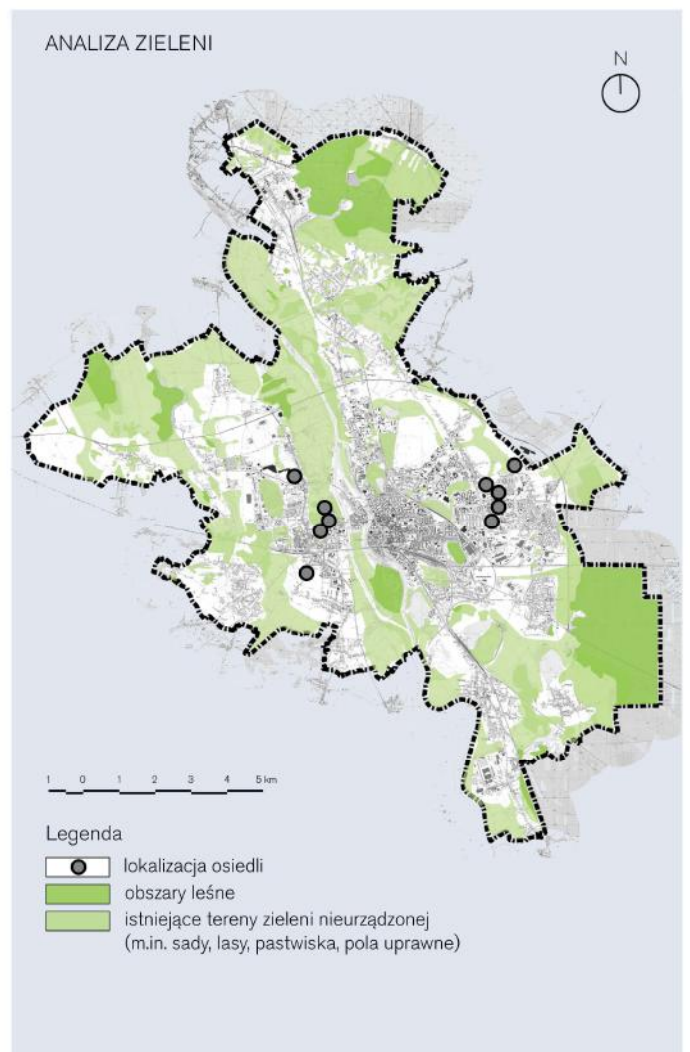 ANALIZA ZIELENI
N
1 0 1 2 3 4 5 km
Legenda
lokalizacja osiedli
obszary leśne
istniejące tereny zieleni nieurządzonej
(m.in. sady, lasy, pastwiska, pola uprawne)